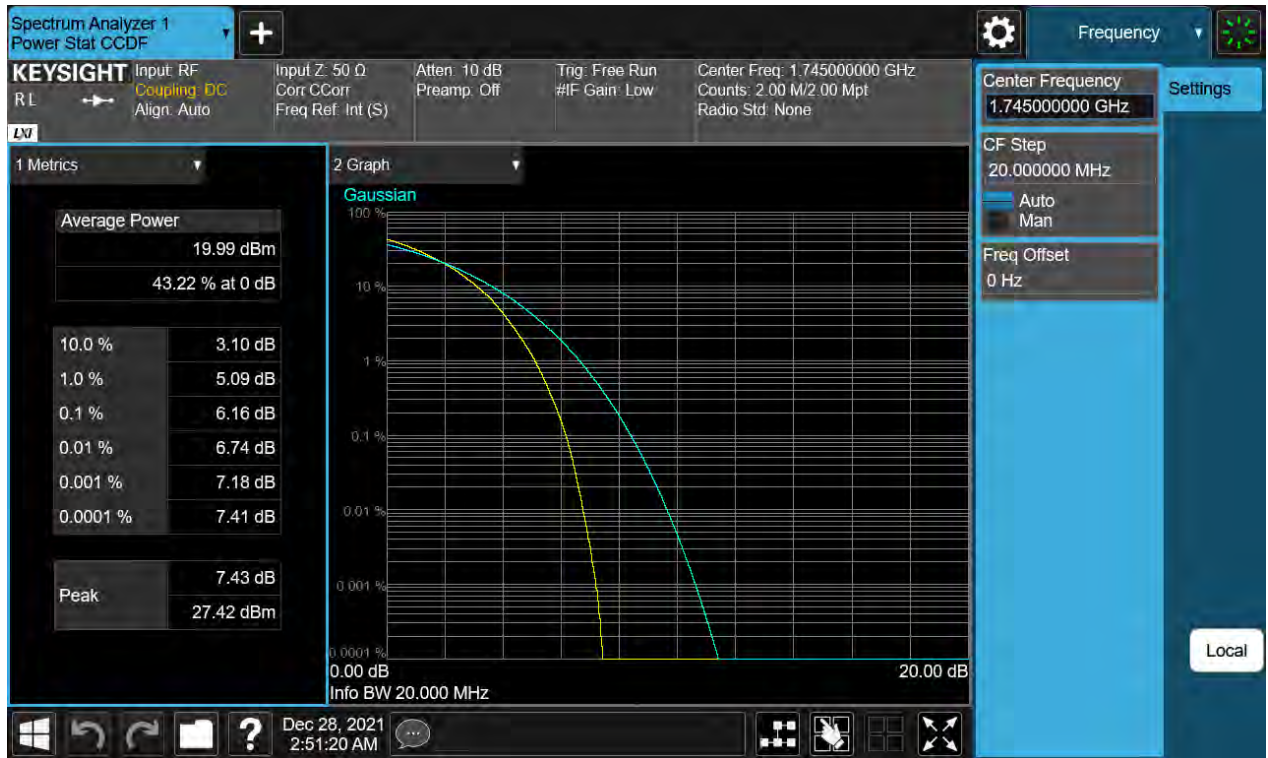 Spectrum Analyzer 1
Power Stat CCDF
+
Frequency
KEYSIGHT
RL
LXI
Input: RF
Coupling: DC
Align: Auto
Input Z: 50 Ω
Corr CCorr
Freq Ref: Int (S)
Atten: 10 dB
Preamp: Off
Trig: Free Run
#IF Gain: Low
Center Freq: 1.745000000 GHz
Counts: 2.00 M/2.00 Mpt
Radio Std: None
Center Frequency
1.745000000 GHz
Settings
CF Step
20.000000 MHz
Auto
Man
Freq Offset
0 Hz
Local
1 Metrics
Average Power
19.99 dBm
43.22 % at 0 dB
10.0 % 3.10 dB
1.0 % 5.09 dB
0.1 % 6.16 dB
0.01 % 6.74 dB
0.001 % 7.18 dB
0.0001 % 7.41 dB
Peak
7.43 dB
27.42 dBm
2 Graph
Gaussian
100 %
10 %
1 %
0.1 %
0.01 %
0.001 %
0.0001 %
0.00 dB 20.00 dB
Info BW 20.000 MHz
?
Dec 28, 2021
2:51:20 AM